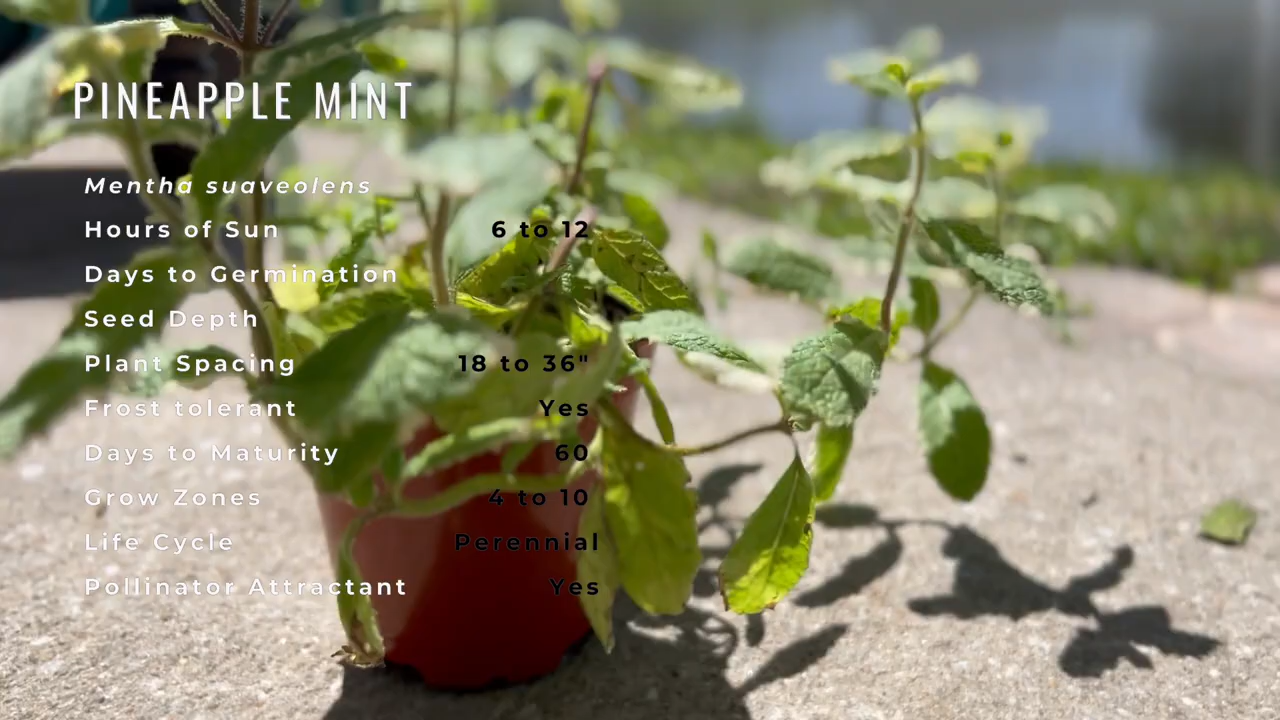 PINEAPPLE MINT
Mentha suaveolens
Hours of Sun 6 to 12
Days to Germination
Seed Depth
Plant Spacing 18 to 36"
Frost tolerant Yes
Days to Maturity 60
Grow Zones 4 to 10
Life Cycle Perennial
Pollinator Attractant Yes